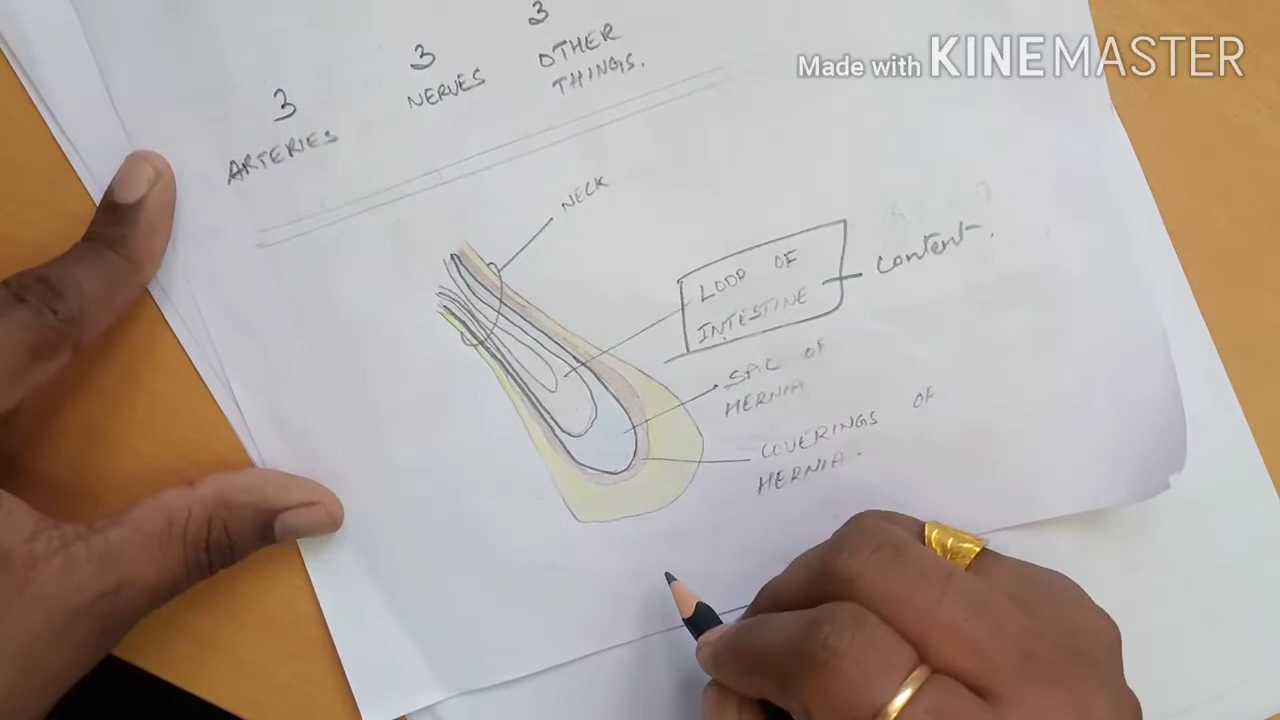 Made with KINEMASTER
3
3
3
ARTERIES
NERVES
OTHER
THINGS.
NECK
LOOP OF
INTESTINE
content.
SAC OF
HERNIA
COVERINGS OF
HERNIA.